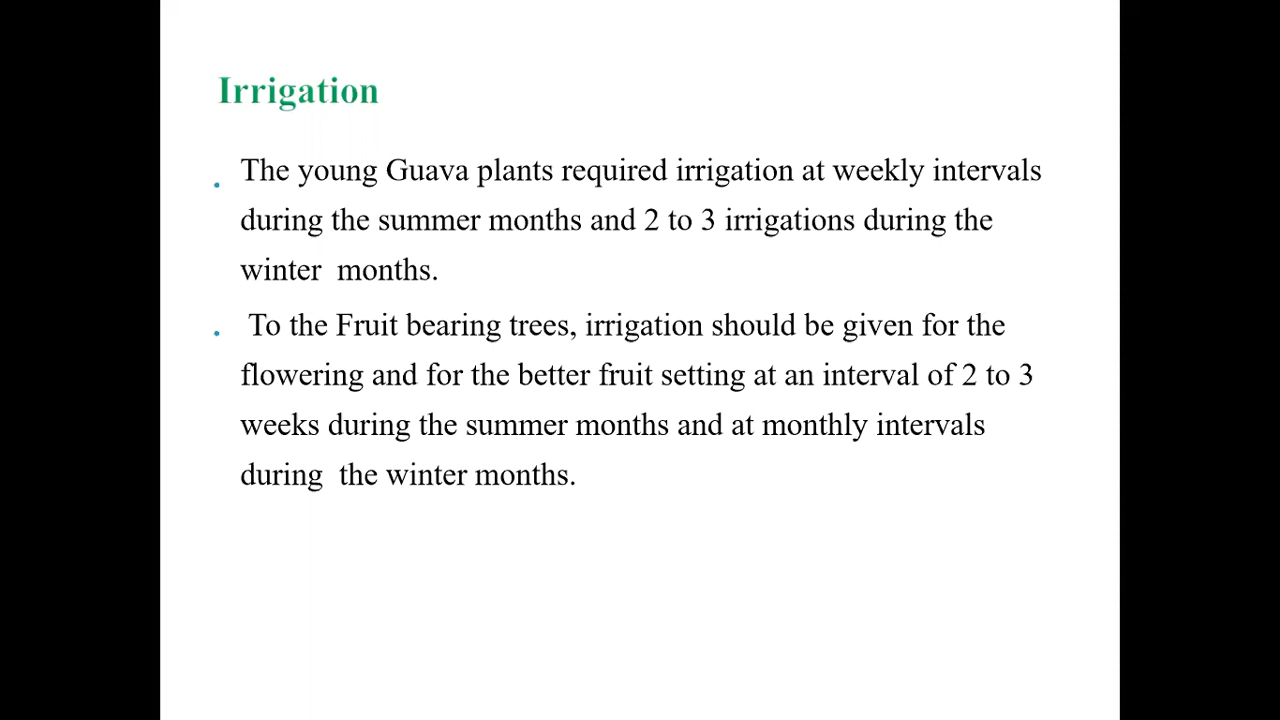 Irrigation
The young Guava plants required irrigation at weekly intervals
during the summer months and 2 to 3 irrigations during the
winter  months.
To the Fruit bearing trees, irrigation should be given for the
flowering and for the better fruit setting at an interval of 2 to 3
weeks during the summer months and at monthly intervals
during  the winter months.